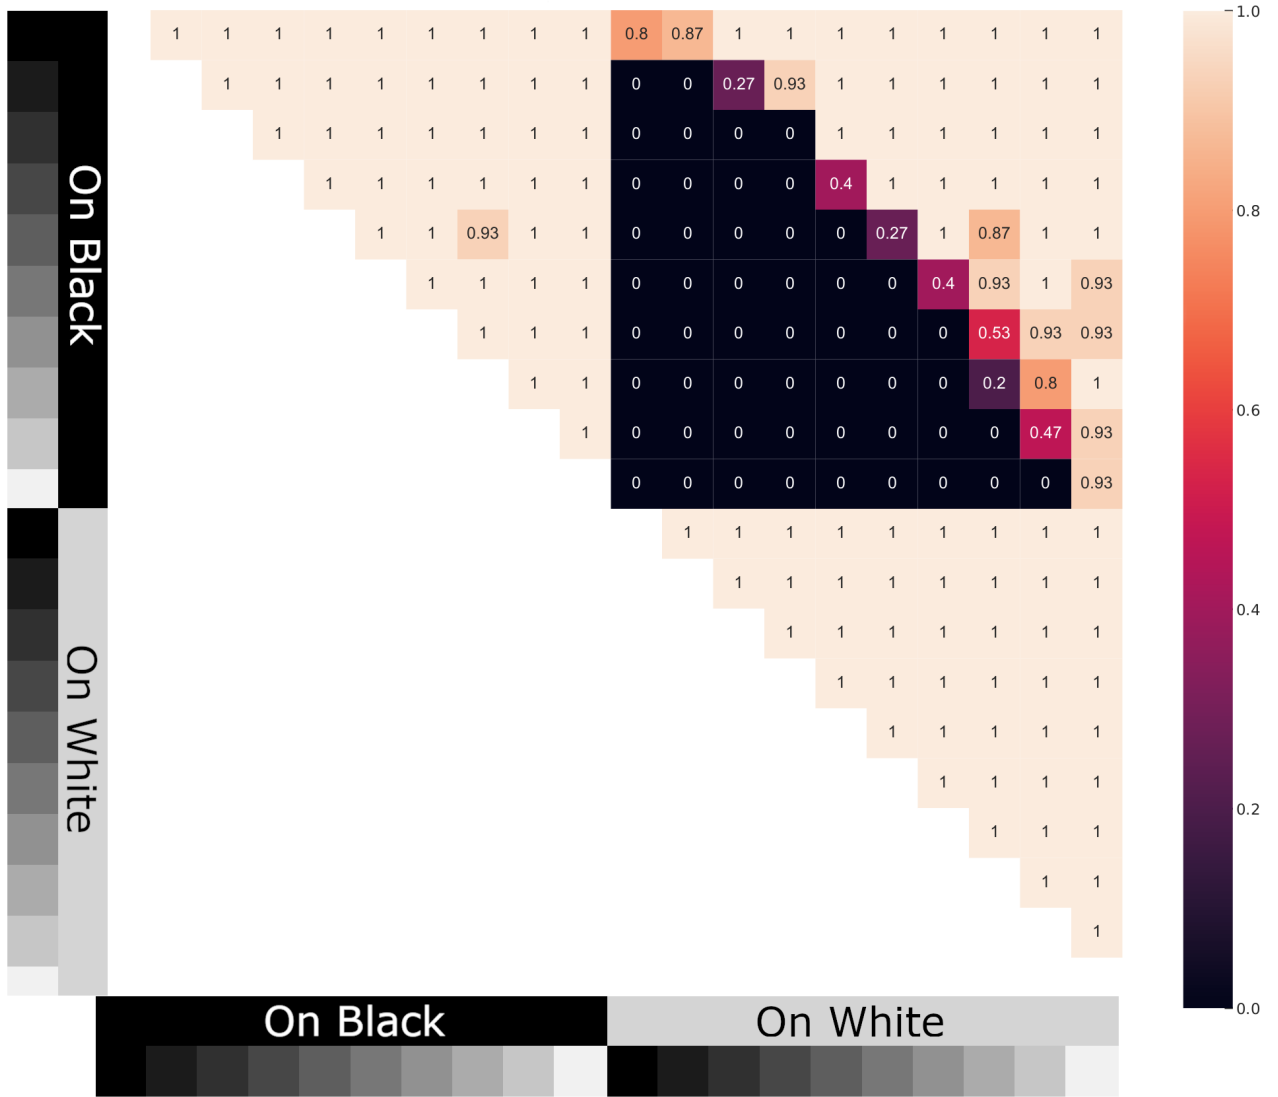 1 1 1 1 1 1 1 1 1 0.8 0.87 1 1 1 1 1 1 1 1
1 1 1 1 1 1 1 1 0 0 0.27 0.93 1 1 1 1 1 1
1 1 1 1 1 1 1 0 0 0 0 1 1 1 1 1 1
1 1 1 1 1 1 0 0 0 0 0.4 1 1 1 1 1
1 1 0.93 1 1 0 0 0 0 0 0.27 1 0.87 1 1
1 1 1 1 0 0 0 0 0 0 0.4 0.93 1 0.93
1 1 1 0 0 0 0 0 0 0 0.53 0.93 0.93
1 1 0 0 0 0 0 0 0 0.2 0.8 1
1 0 0 0 0 0 0 0 0 0.47 0.93
0 0 0 0 0 0 0 0 0 0.93
1 1 1 1 1 1 1 1 1
1 1 1 1 1 1 1 1
1 1 1 1 1 1 1
1 1 1 1 1 1
1 1 1 1 1
1 1 1 1
1 1 1
1 1
1
On Black
On White
On Black
On White
1.0
0.8
0.6
0.4
0.2
0.0